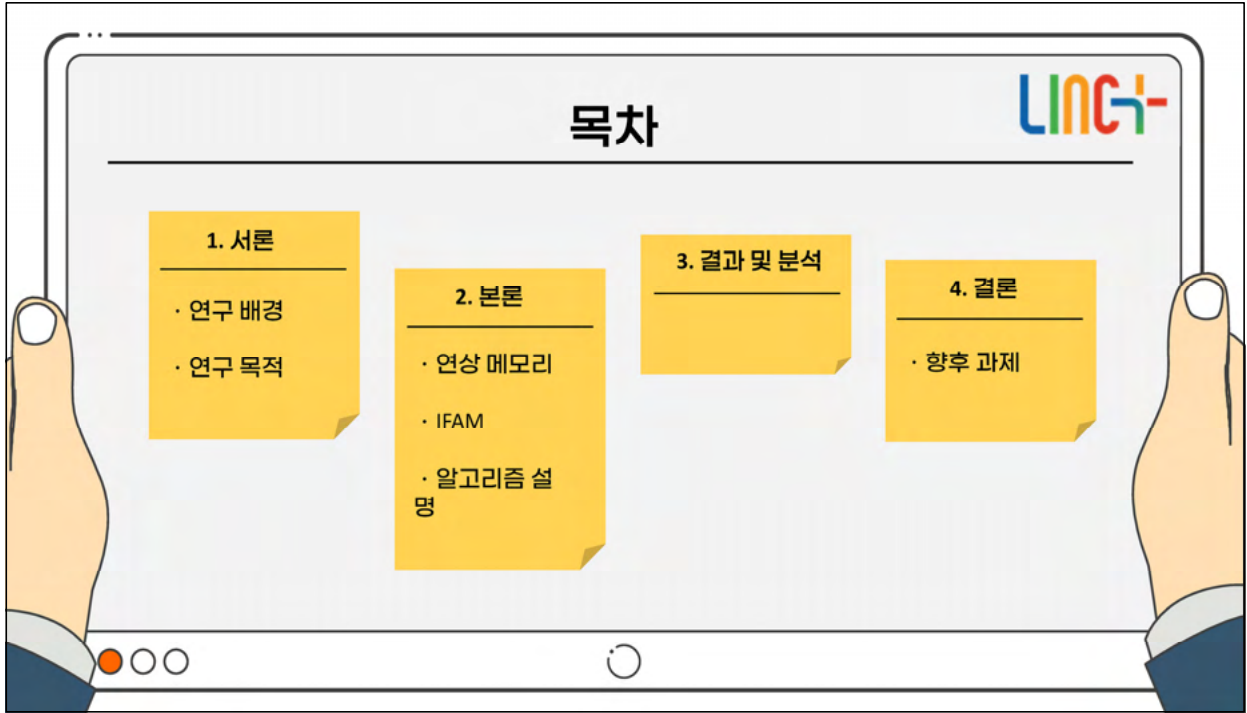 목차
LINC+
1. 서론
· 연구 배경
· 연구 목적
2. 본론
· 연상 메모리
· IFAM
· 알고리즘 설
명
3. 결과 및 분석
4. 결론
· 향후 과제